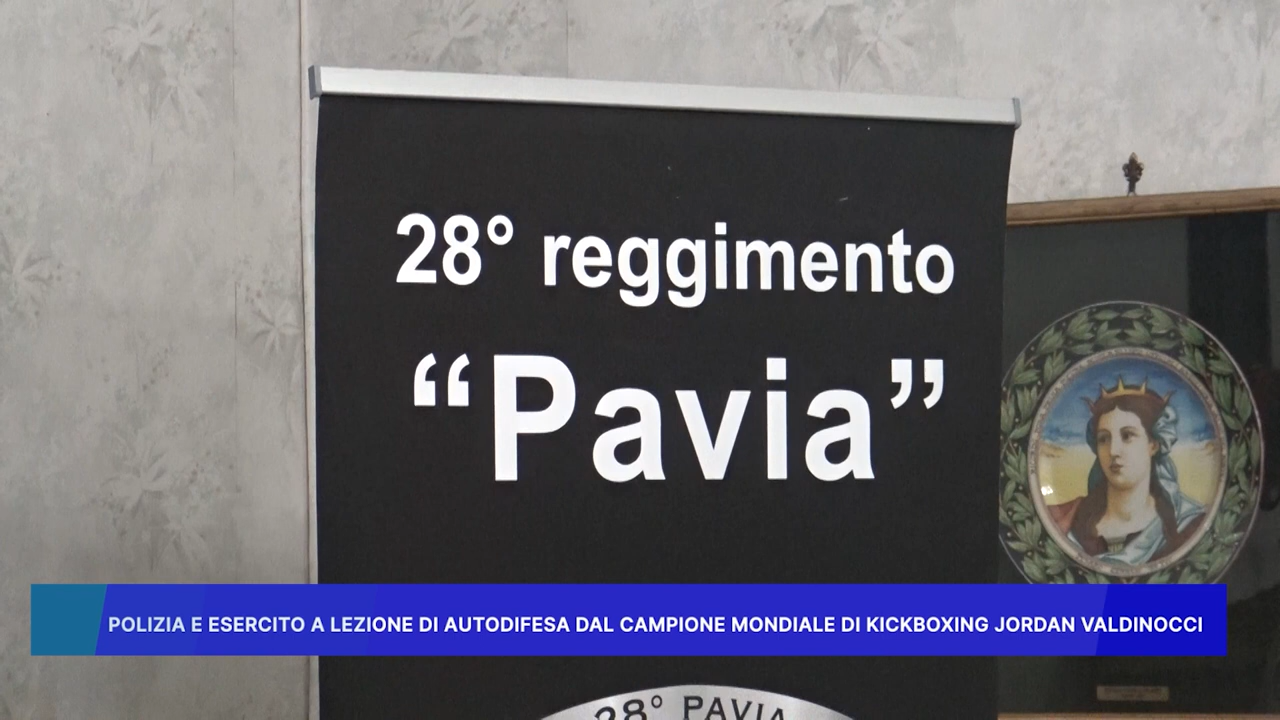 28° reggimento
“Pavia”
POLIZIA E ESERCITO A LEZIONE DI AUTODIFESA DAL CAMPIONE MONDIALE DI KICKBOXING JORDAN VALDINOCCI
28° PAVIA